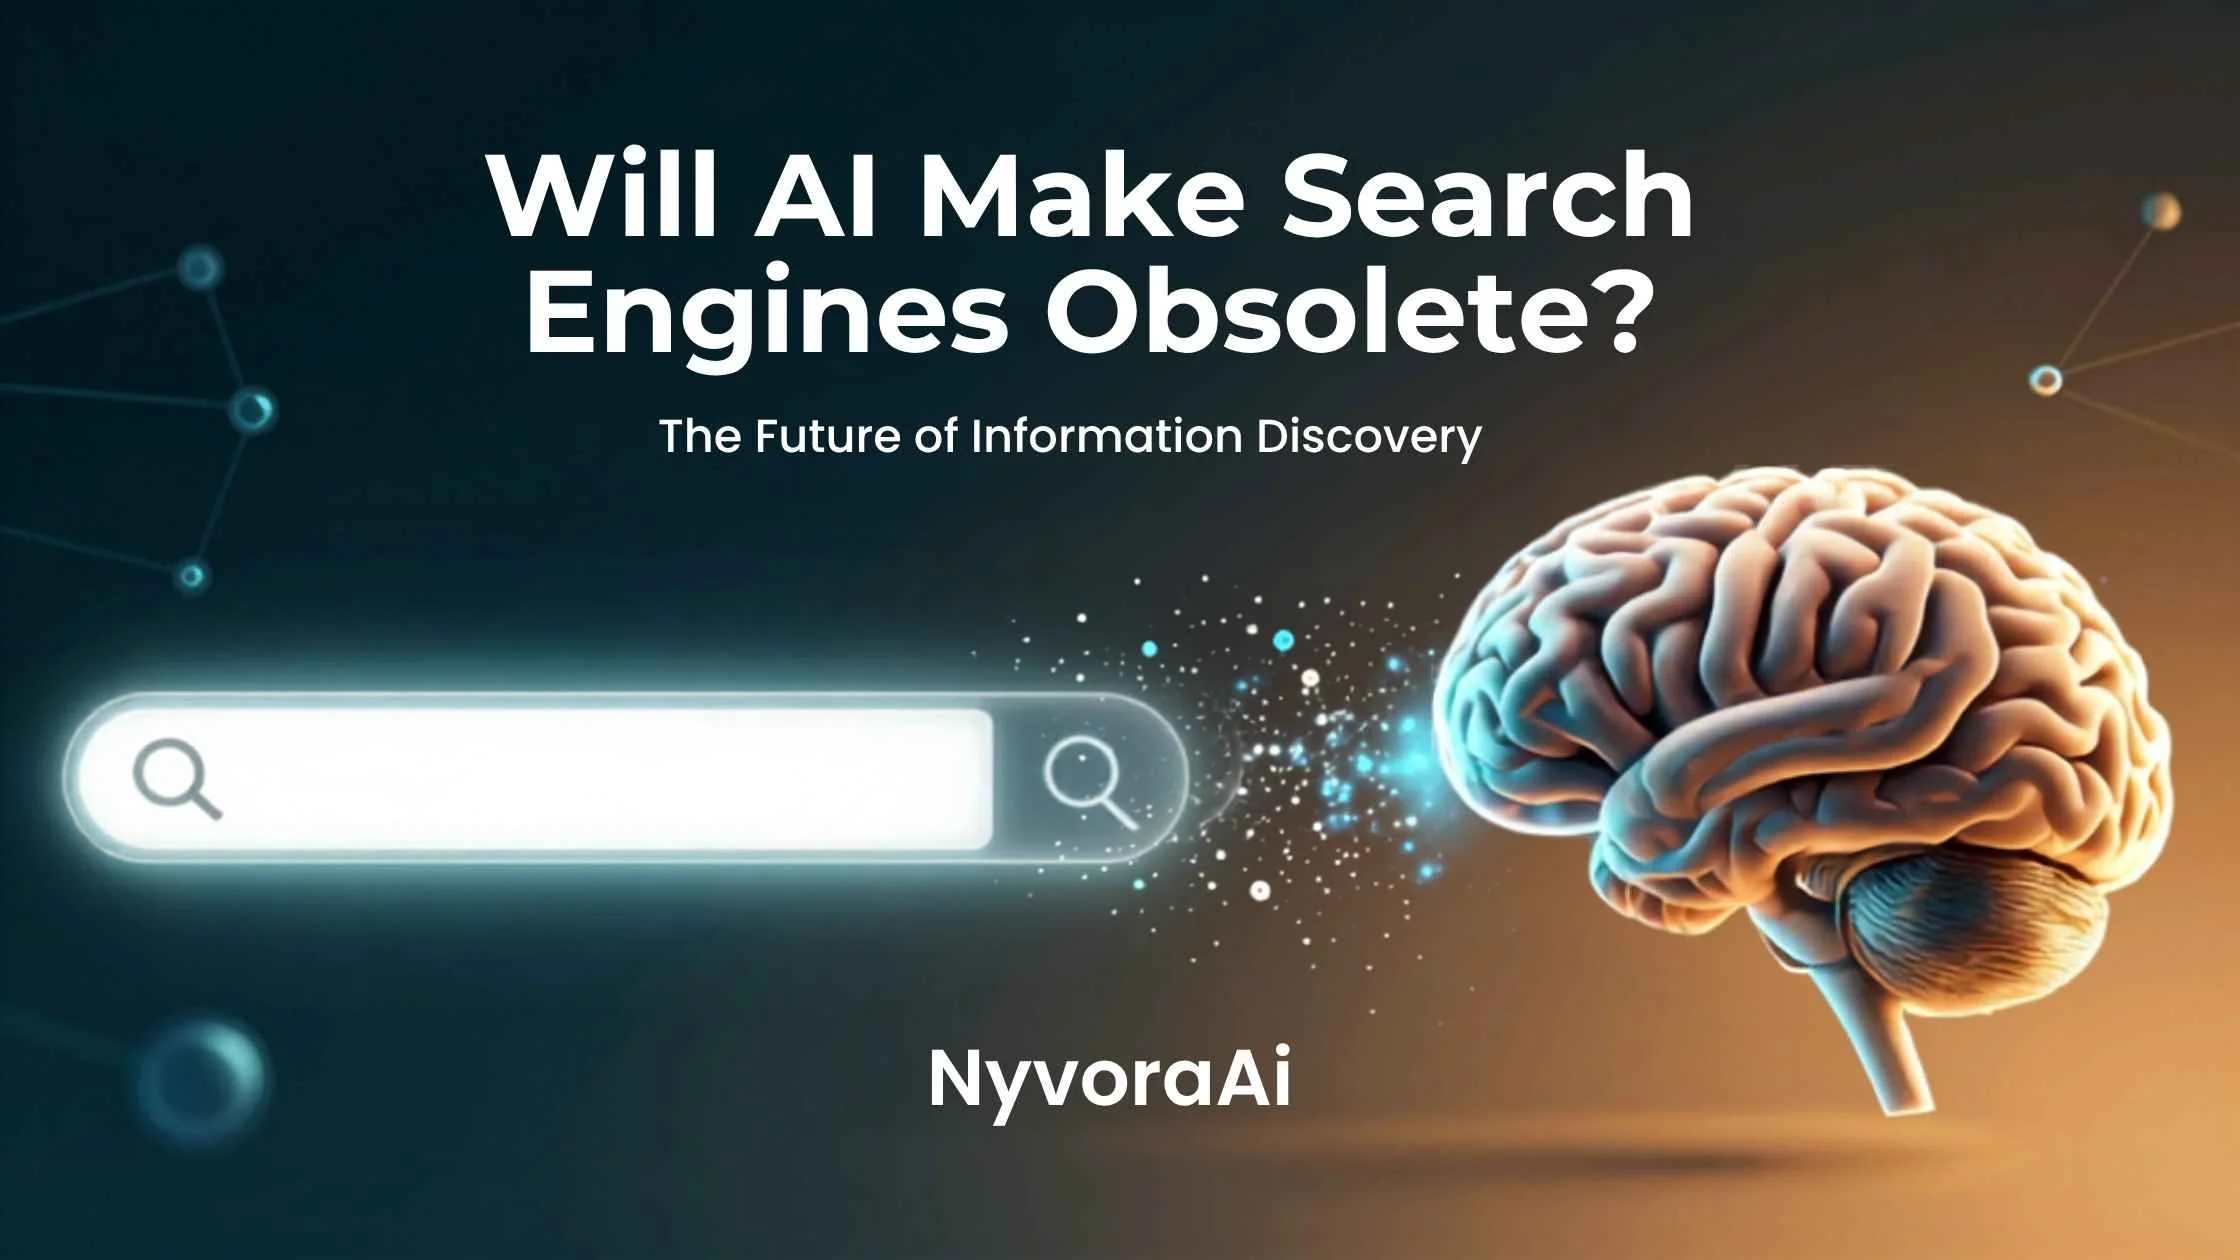 Will AI Make Search
Engines Obsolete?
The Future of Information Discovery
NyvoraAi